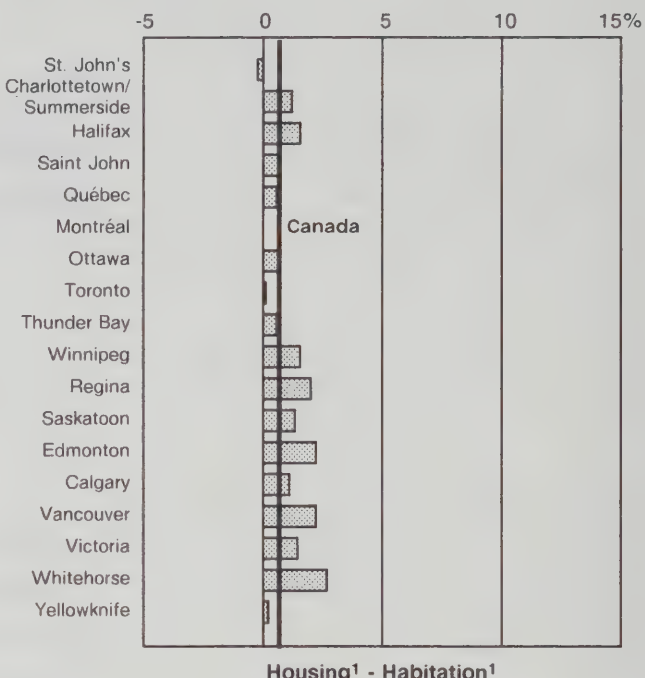 -5 0 5 10 15%
St. John's
Charlottetown/
Summerside
Halifax
Saint John
Québec
Montréal
Canada
Ottawa
Toronto
Thunder Bay
Winnipeg
Regina
Saskatoon
Edmonton
Calgary
Vancouver
Victoria
Whitehorse
Yellowknife
Housing¹ - Habitation¹